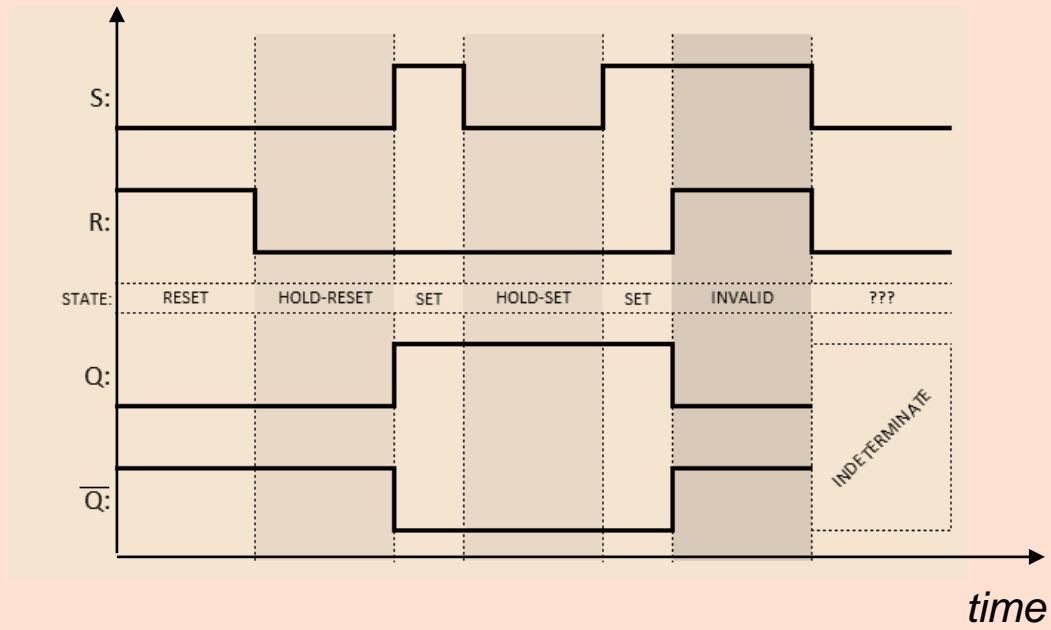 S:
R:
STATE: RESET HOLD-RESET SET HOLD-SET SET INVALID ???
Q:
Q̅:
INDETERMINATE
time